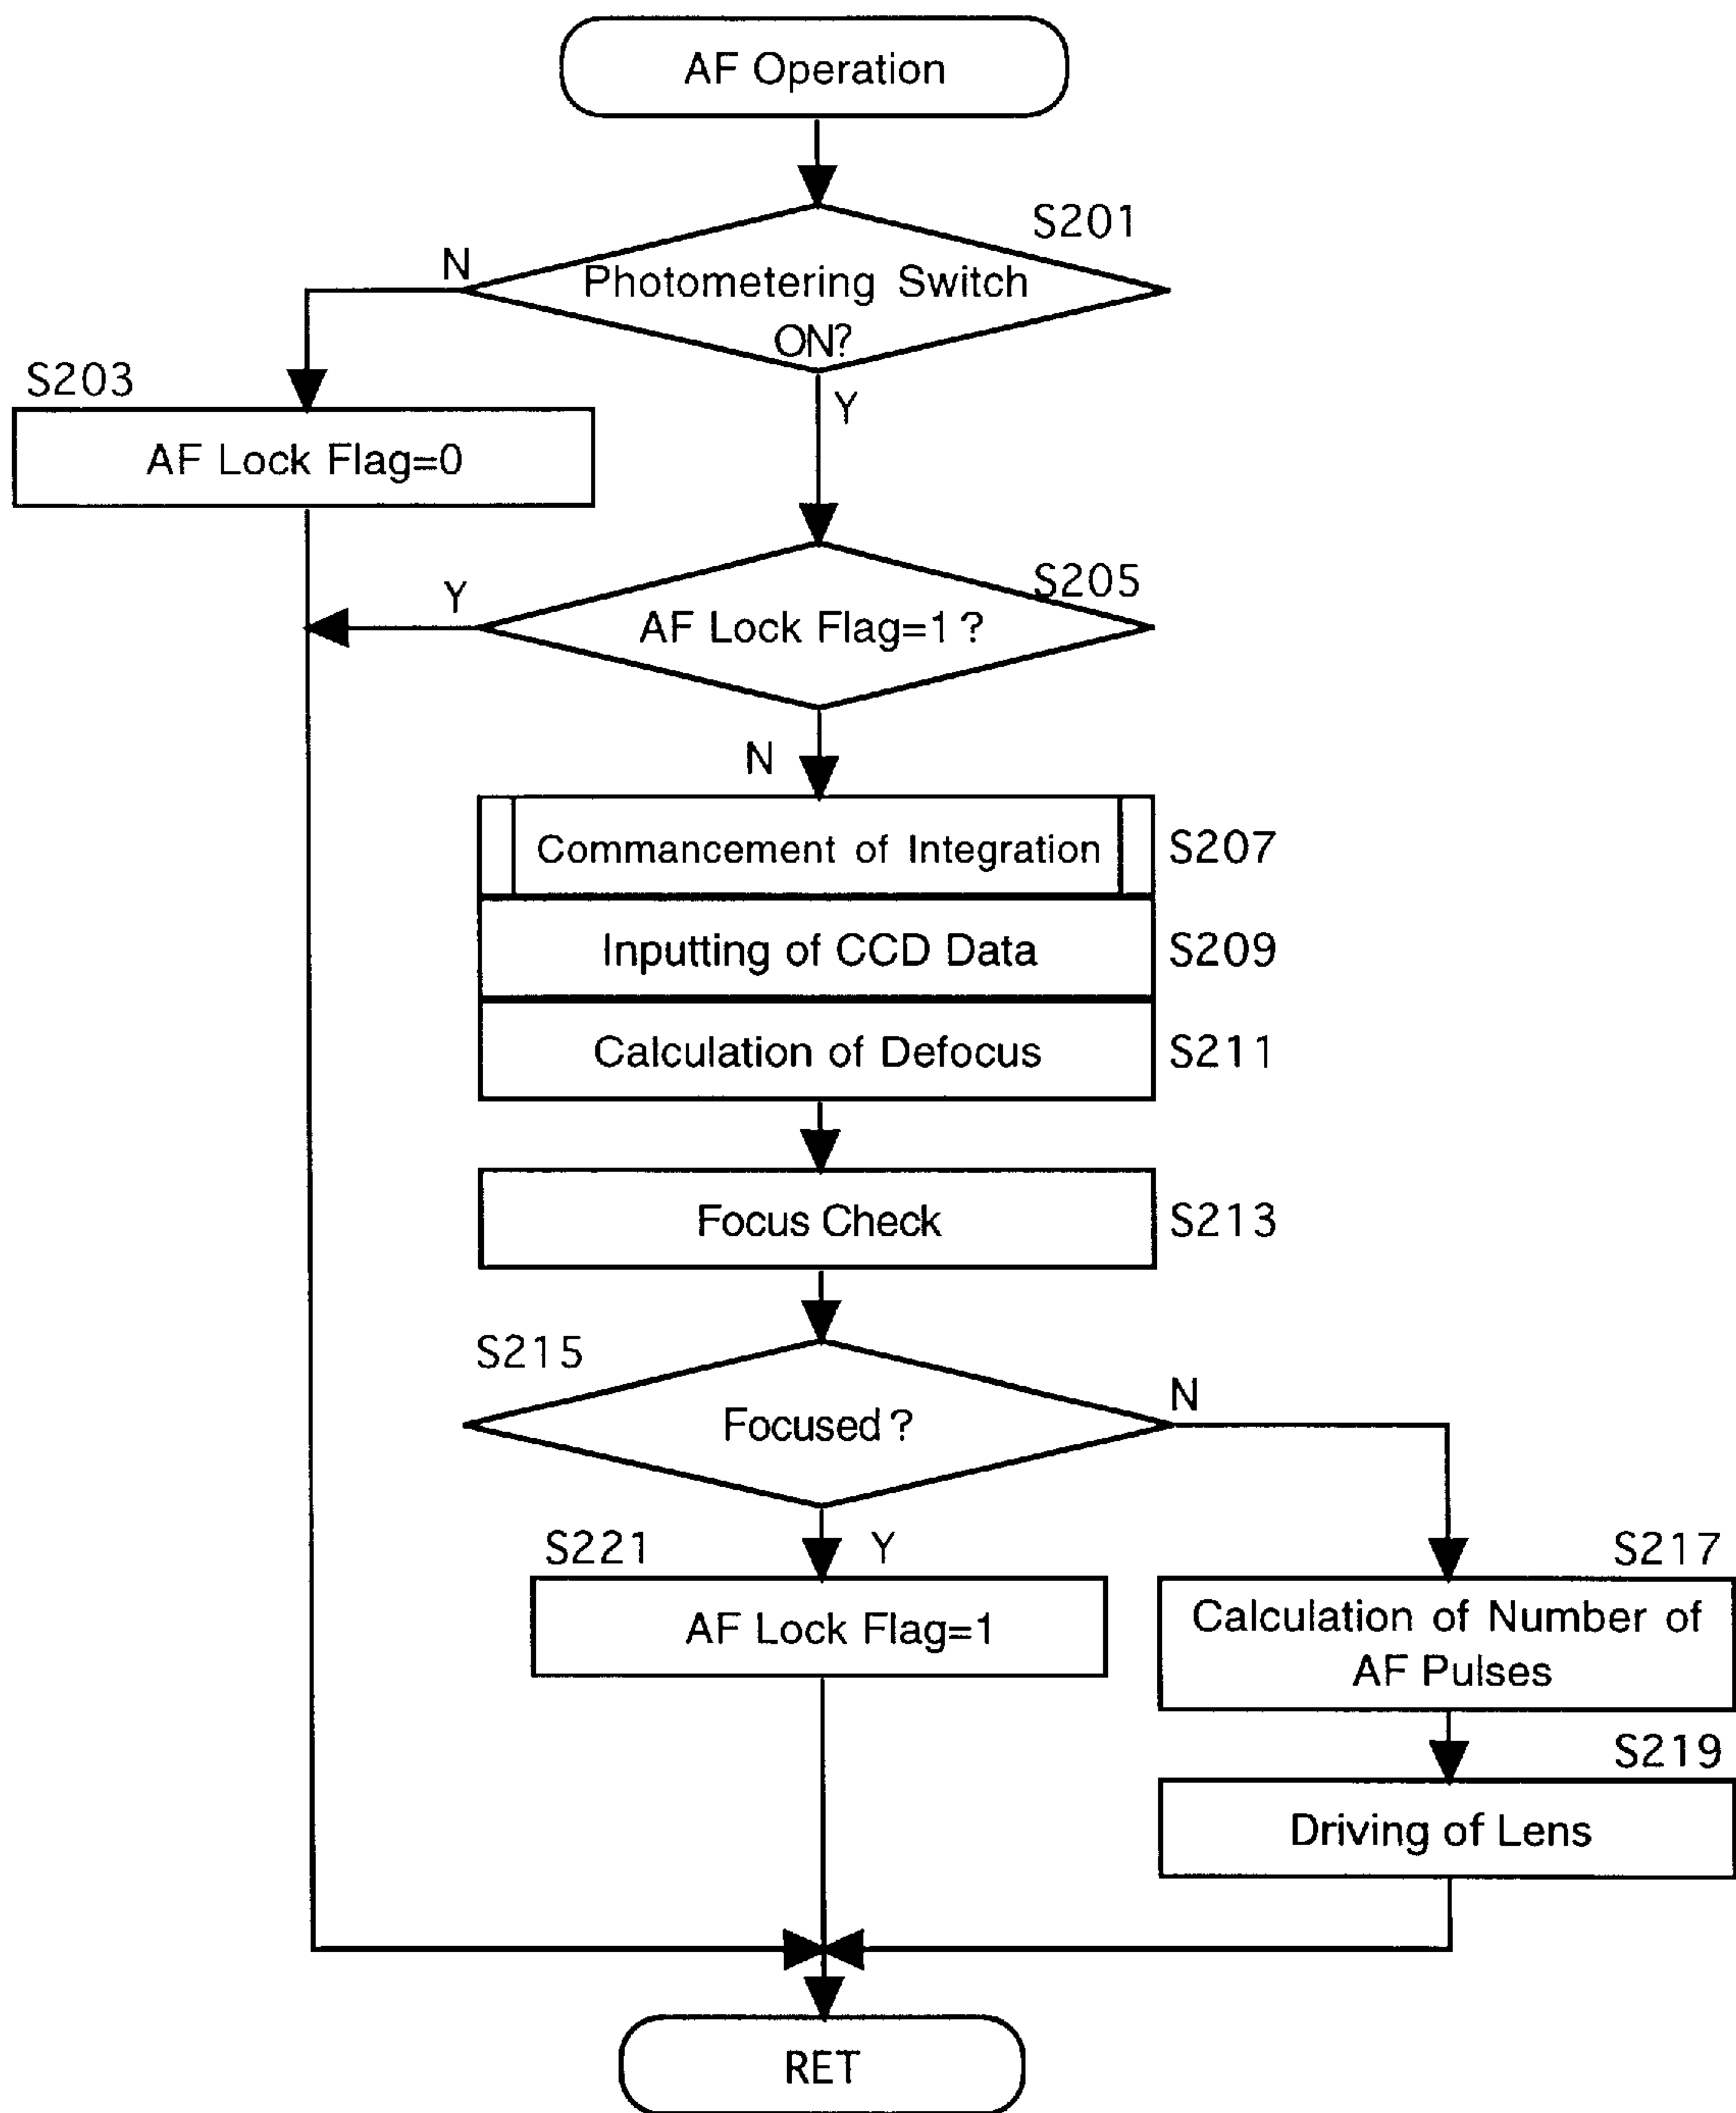 AF Operation
S201
N
Photometering Switch
ON?
S203
Y
AF Lock Flag=0
S205
Y
AF Lock Flag=1?
N
Commancement of Integration
S207
Inputting of CCD Data
S209
Calculation of Defocus
S211
Focus Check
S213
S215
N
Focused?
S221
Y
S217
AF Lock Flag=1
Calculation of Number of
AF Pulses
S219
Driving of Lens
RET